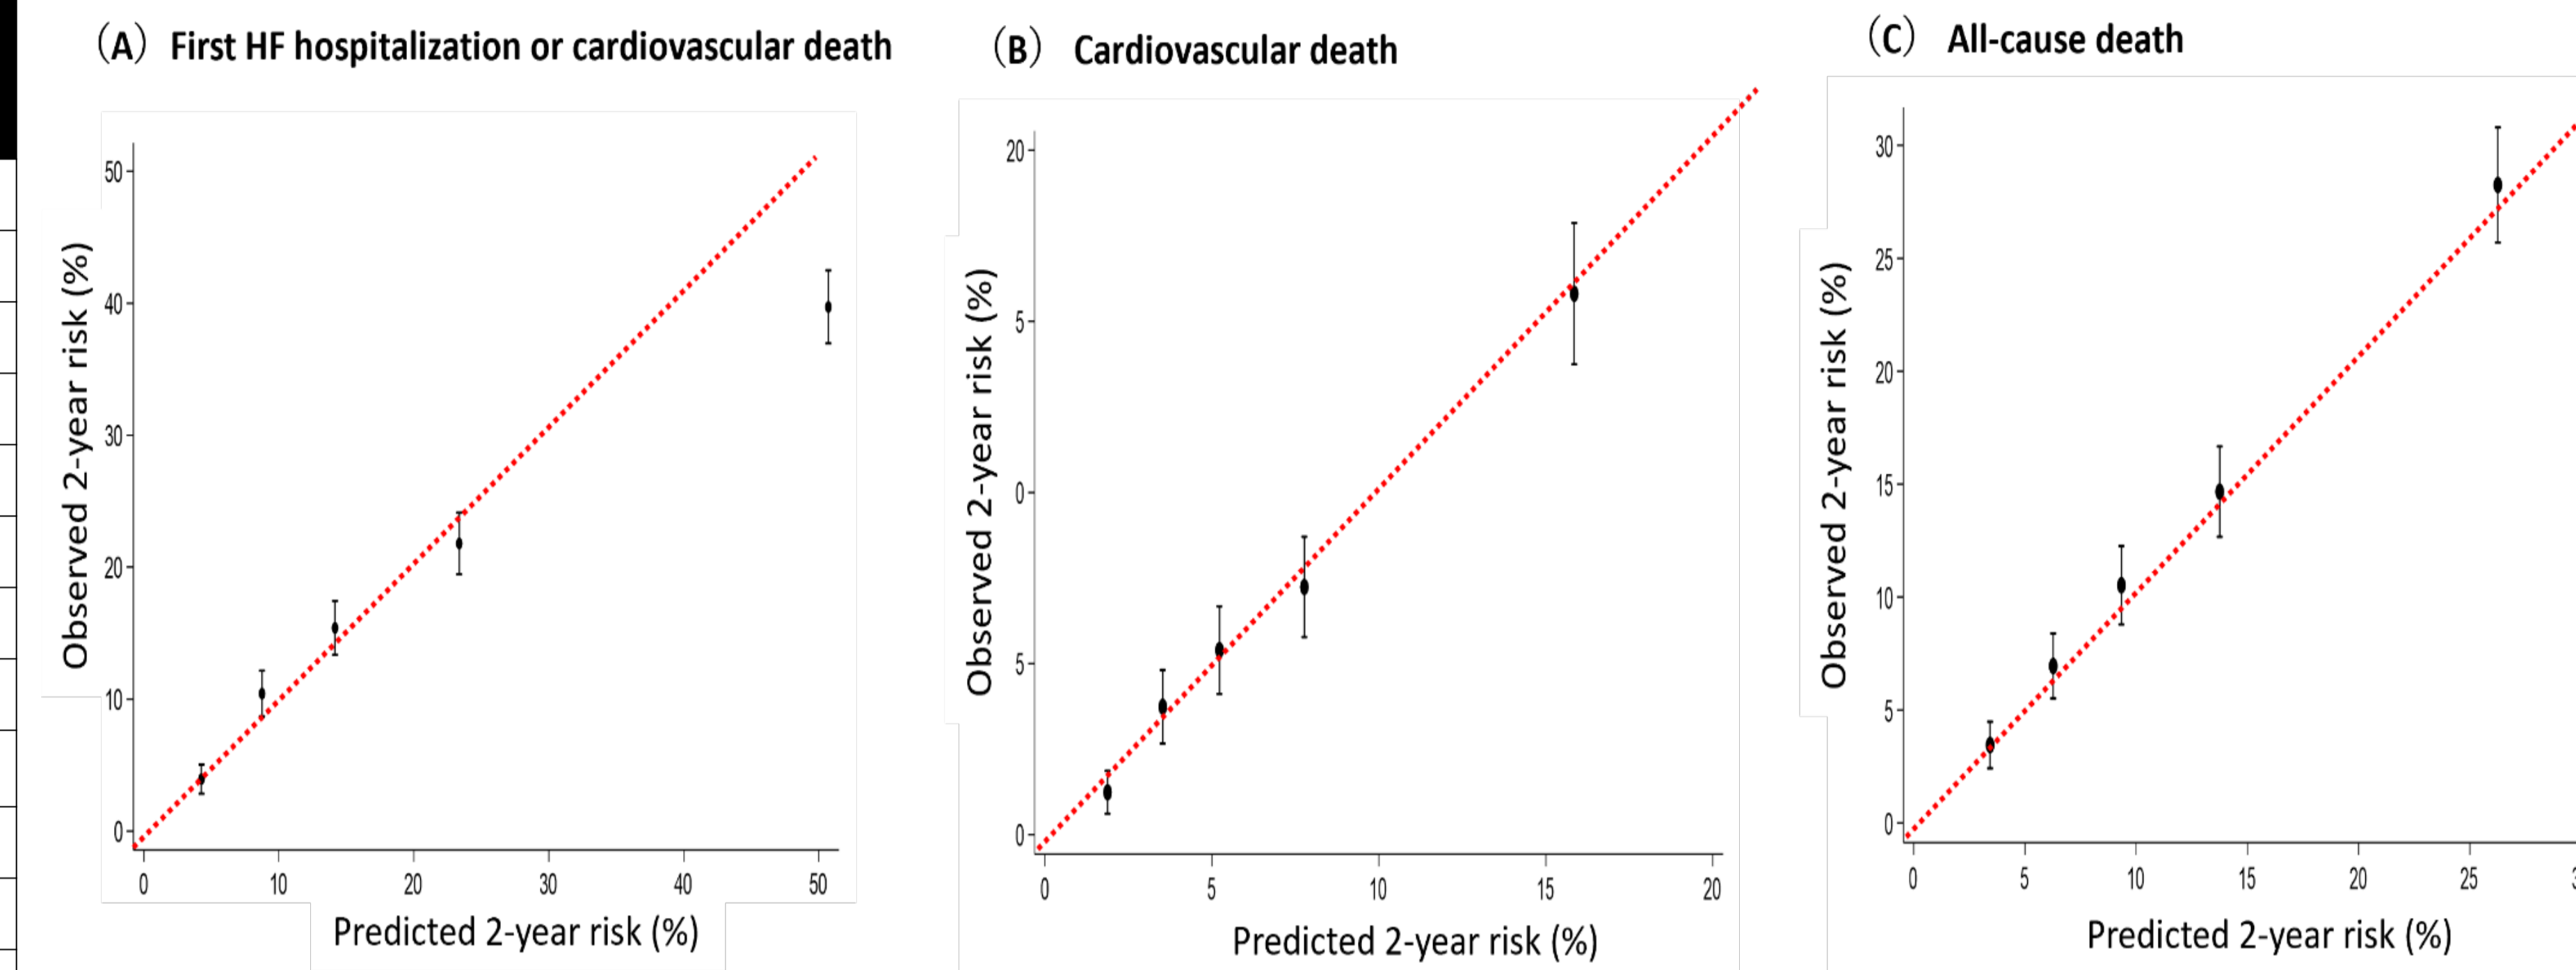 (A) First HF hospitalization or cardiovascular death
50
40
30
20
10
0
Observed 2-year risk (%)
0 10 20 30 40 50
Predicted 2-year risk (%)
(B) Cardiovascular death
20
5
0
5
0
Observed 2-year risk (%)
0 5 10 15 20
Predicted 2-year risk (%)
(C) All-cause death
30
25
20
15
10
5
0
Observed 2-year risk (%)
0 5 10 15 20 25
Predicted 2-year risk (%)